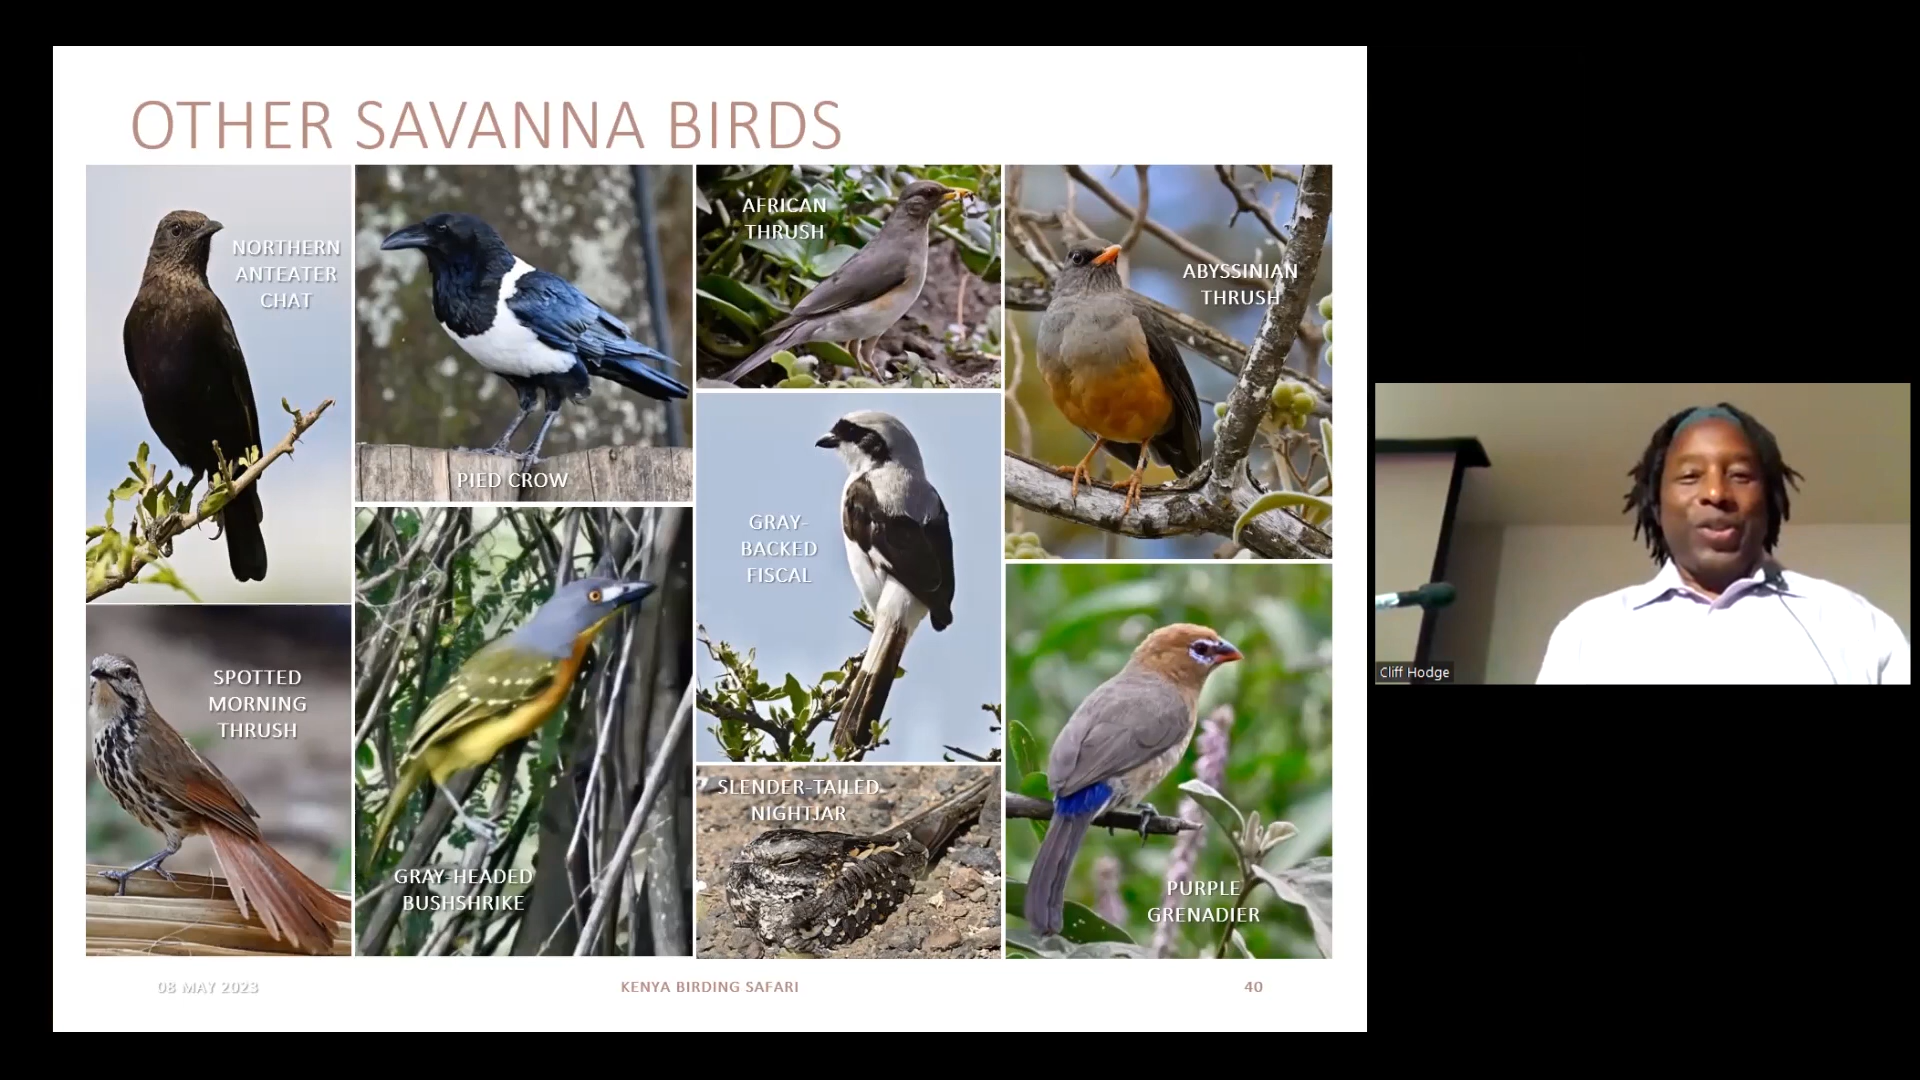 OTHER SAVANNA BIRDS
NORTHERN
ANTEATER
CHAT
PIED CROW
AFRICAN
THRUSH
ABYSSINIAN
THRUSH
GRAY-
BACKED
FISCAL
SPOTTED
MORNING
THRUSH
GRAY-HEADED
BUSHSHRIKE
SLENDER-TAILED
NIGHTJAR
PURPLE
GRENADIER
08 MAY 2023
KENYA BIRDING SAFARI
40
Cliff Hodge